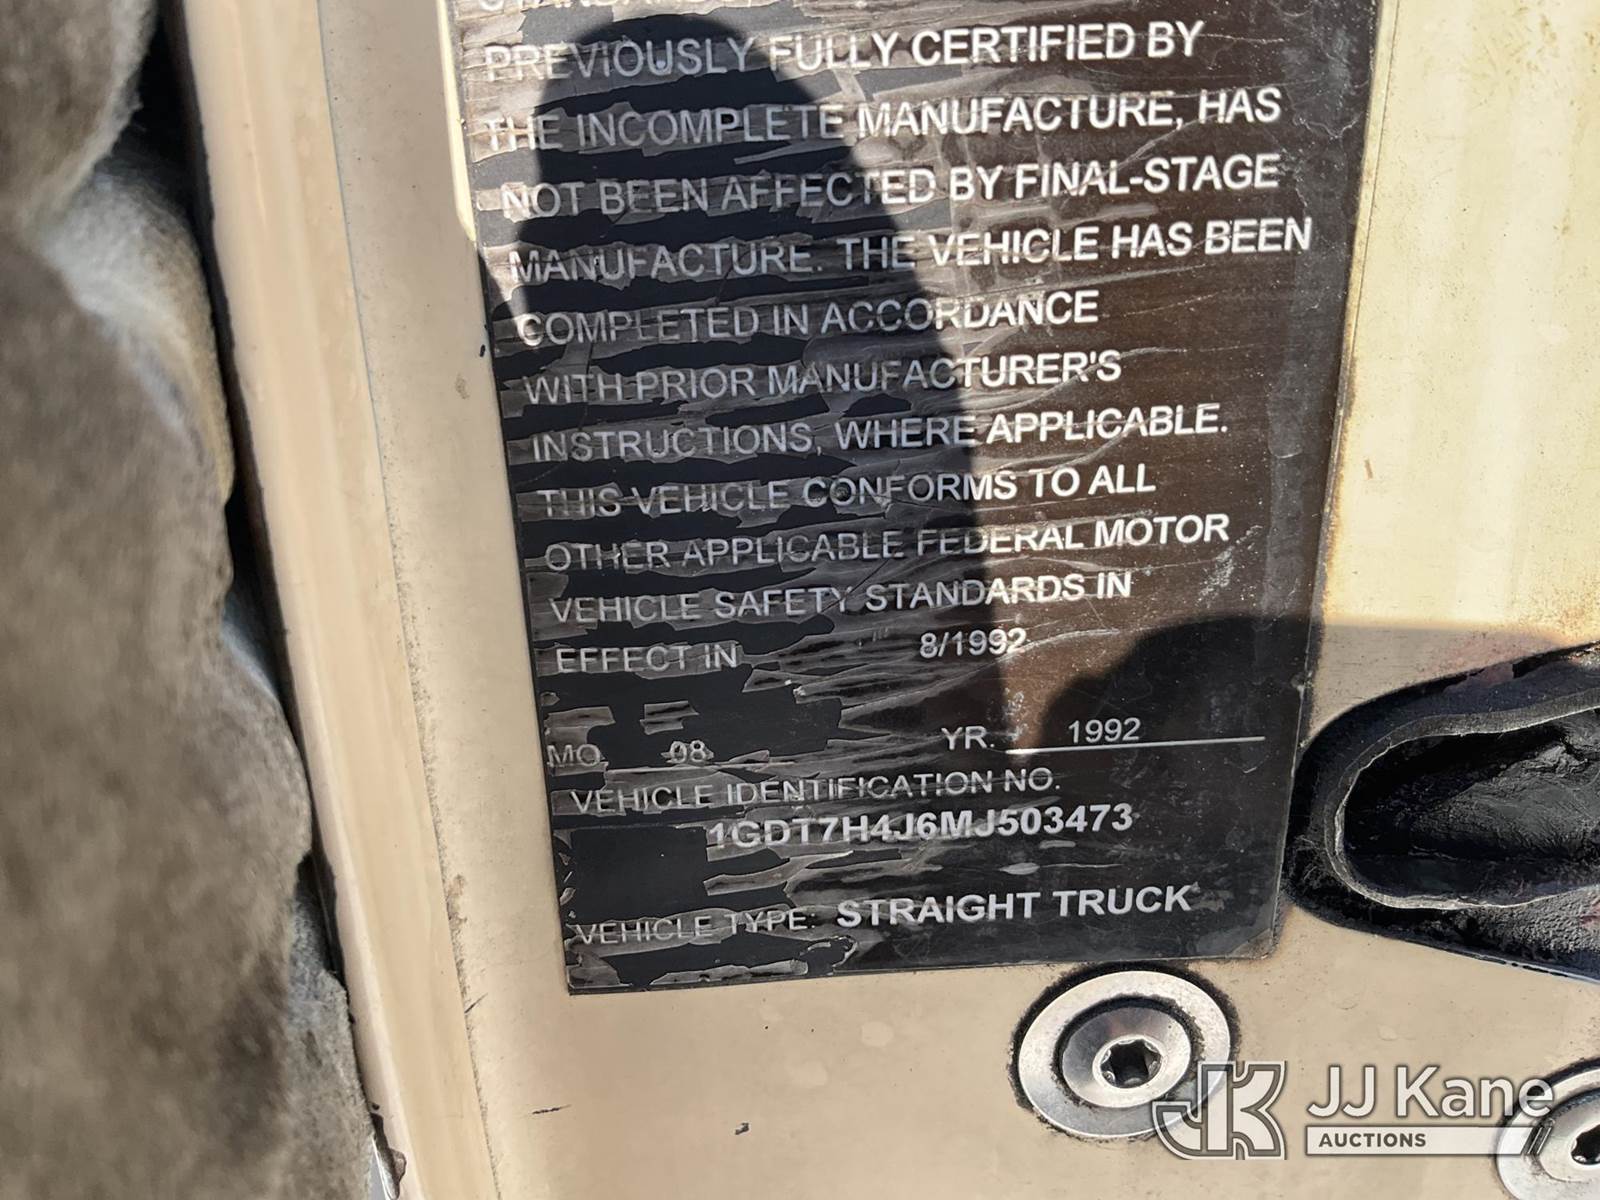 PREVIOUSLY FULLY CERTIFIED BY
THE INCOMPLETE MANUFACTURE, HAS
NOT BEEN AFFECTED BY FINAL-STAGE
MANUFACTURE. THE VEHICLE HAS BEEN
COMPLETED IN ACCORDANCE
WITH PRIOR MANUFACTURER'S
INSTRUCTIONS, WHERE APPLICABLE.
THIS VEHICLE CONFORMS TO ALL
OTHER APPLICABLE FEDERAL MOTOR
VEHICLE SAFETY STANDARDS IN
EFFECT IN 8/1992
MO. 08 YR. 1992
VEHICLE IDENTIFICATION NO.
1GDT7H4J6MJ503473
VEHICLE TYPE: STRAIGHT TRUCK
JK JJ Kane
AUCTIONS